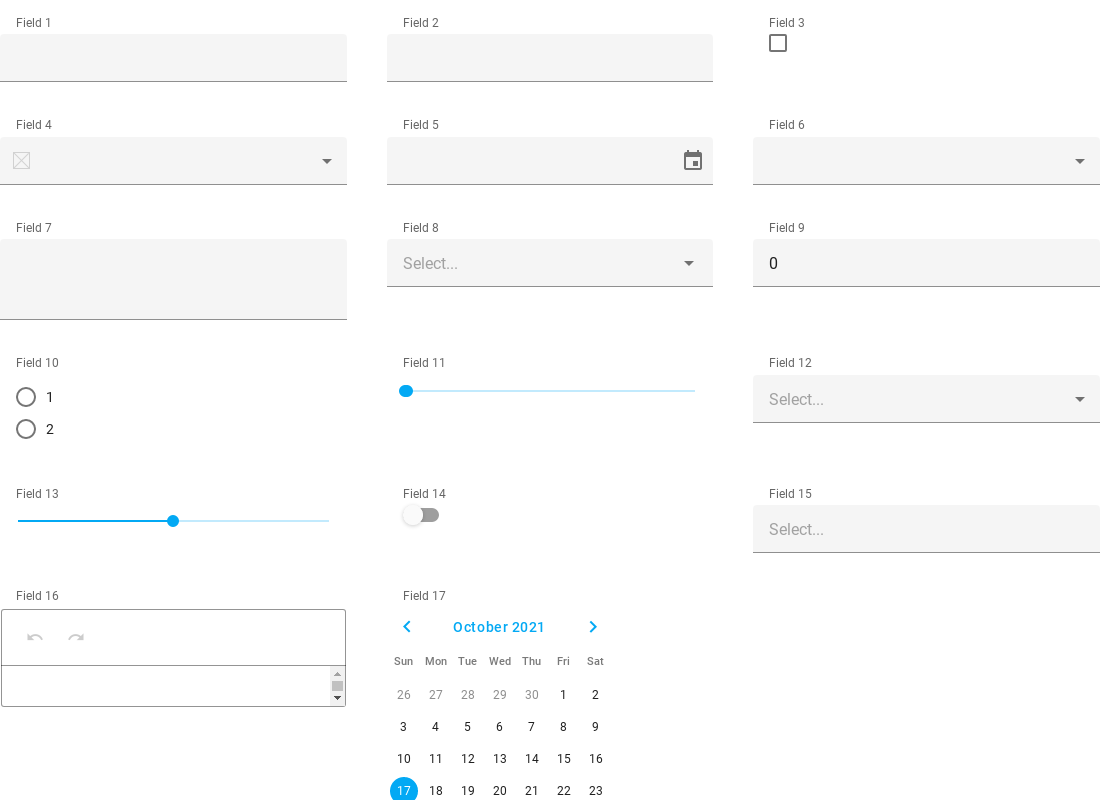 Field 1
Field 2
Field 3
Field 4
Field 5
Field 6
Field 7
Field 8
Select...
Field 9
0
Field 10
1
2
Field 11
Field 12
Select...
Field 13
Field 14
Field 15
Select...
Field 16
Field 17
October 2021
Sun Mon Tue Wed Thu Fri Sat
26 27 28 29 30 1 2
3 4 5 6 7 8 9
10 11 12 13 14 15 16
17 18 19 20 21 22 23